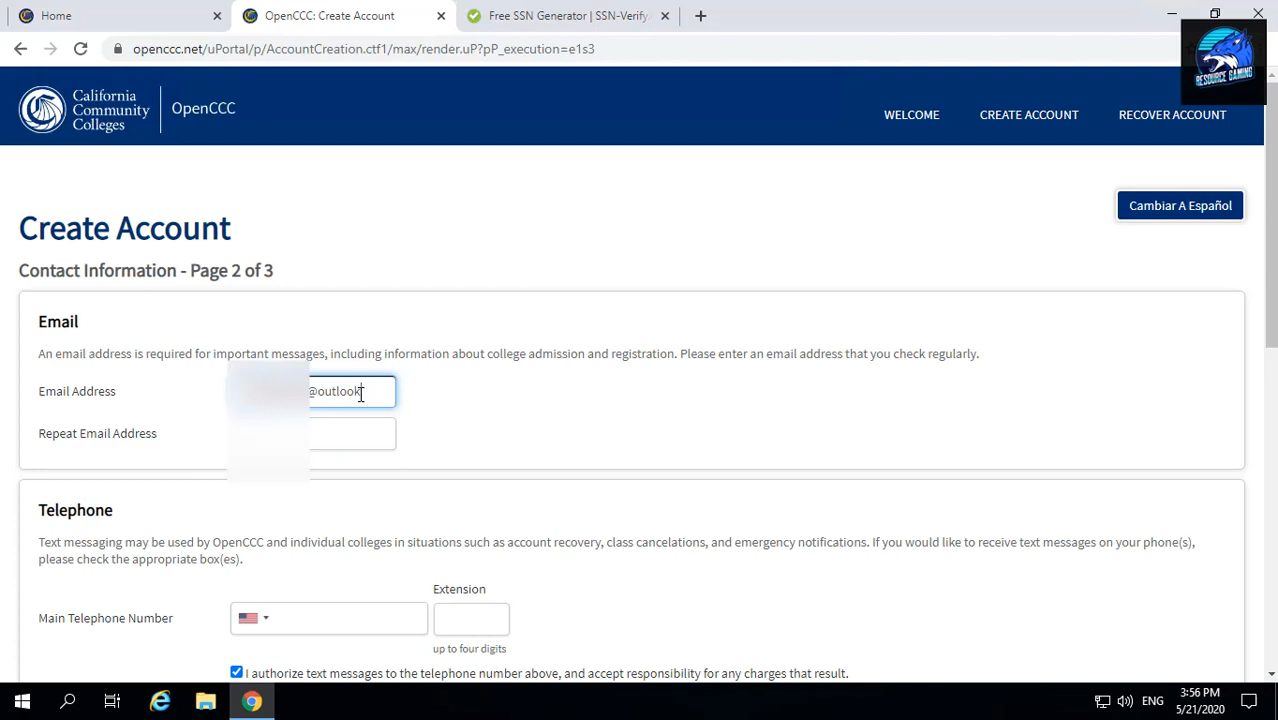 Home
OpenCCC: Create Account
Free SSN Generator | SSN-Verify.
openccc.net/uPortal/p/AccountCreation.ctf1/max/render.uP?pP_execution=e1s3
RESOURCE GAMING
California
Community
Colleges
OpenCCC
WELCOME
CREATE ACCOUNT
RECOVER ACCOUNT
Cambiar A Español
Create Account
Contact Information - Page 2 of 3
Email
An email address is required for important messages, including information about college admission and registration. Please enter an email address that you check regularly.
Email Address
@outlook
Repeat Email Address
Telephone
Text messaging may be used by OpenCCC and individual colleges in situations such as account recovery, class cancelations, and emergency notifications. If you would like to receive text messages on your phone(s),
please check the appropriate box(es).
Extension
Main Telephone Number
up to four digits
I authorize text messages to the telephone number above, and accept responsibility for any charges that result.
ENG
3:56 PM
5/21/2020